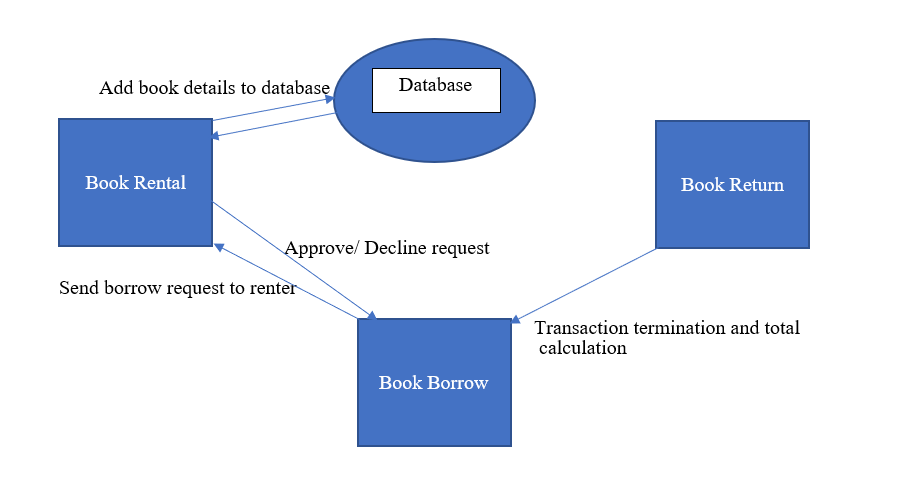 Database
Add book details to database
Book Rental
Book Return
Approve/ Decline request
Send borrow request to renter
Transaction termination and total
calculation
Book Borrow